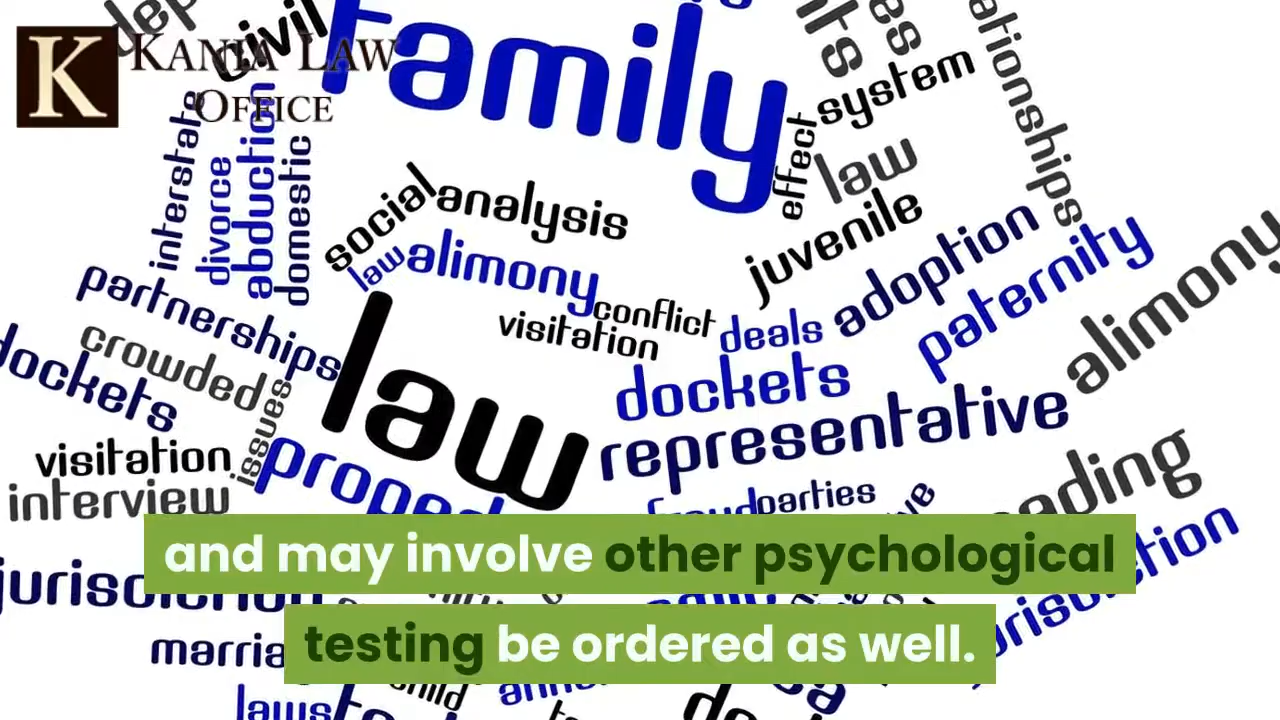 KANIA LAW
OFFICE
K
civil
family
system
effect
law
relationships
interstate
divorce
abduction
domestic
social
analysis
juvenile
law
alimony
adoption
paternity
alimony
partnerships
conflict
visitation
deals
crowded
dockets
dockets
law
representative
issues
visitation
interview
parties
and may involve other psychological
testing be ordered as well.
laws